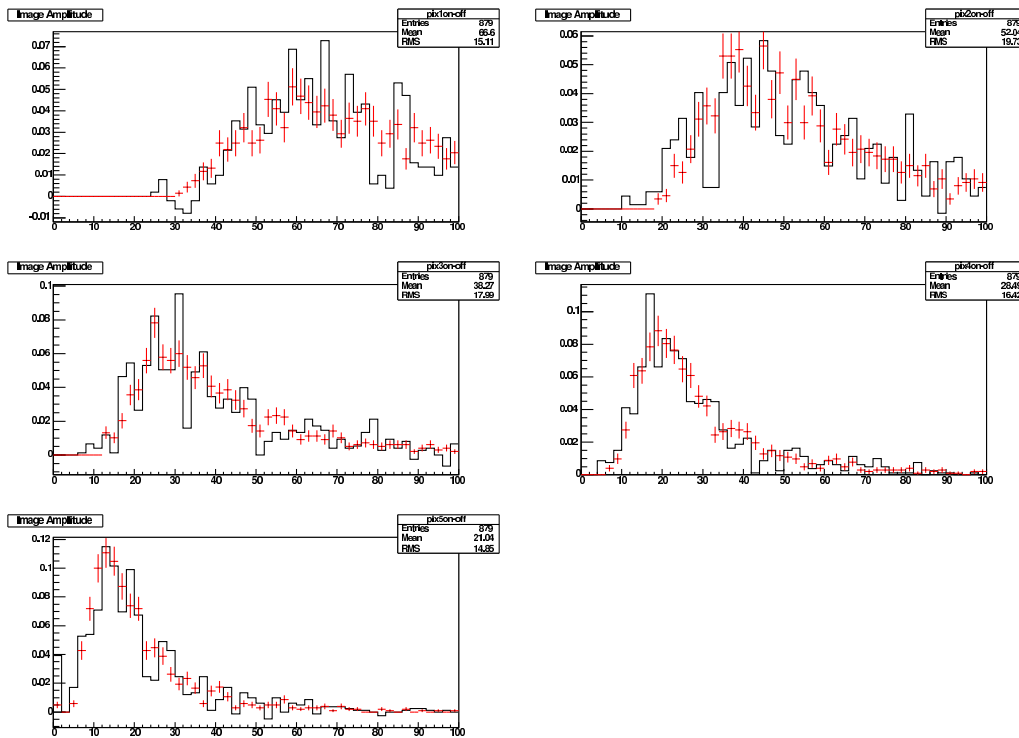 Image Amplitude
pix1on-off
Entries 879
Mean 66.6
RMS 15.11
0.07
0.06
0.05
0.04
0.03
0.02
0.01
0
-0.01
0 10 20 30 40 50 60 70 80 90 100
Image Amplitude
pix2on-off
Entries 879
Mean 52.04
RMS 19.73
0.06
0.05
0.04
0.03
0.02
0.01
0
0 10 20 30 40 50 60 70 80 90 100
Image Amplitude
pix3on-off
Entries 879
Mean 38.27
RMS 17.99
0.1
0.08
0.06
0.04
0.02
0
0 10 20 30 40 50 60 70 80 90 100
Image Amplitude
pix4on-off
Entries 879
Mean 28.49
RMS 16.42
0.1
0.08
0.06
0.04
0.02
0
0 10 20 30 40 50 60 70 80 90 100
Image Amplitude
pix5on-off
Entries 879
Mean 21.04
RMS 14.85
0.12
0.1
0.08
0.06
0.04
0.02
0
0 10 20 30 40 50 60 70 80 90 100